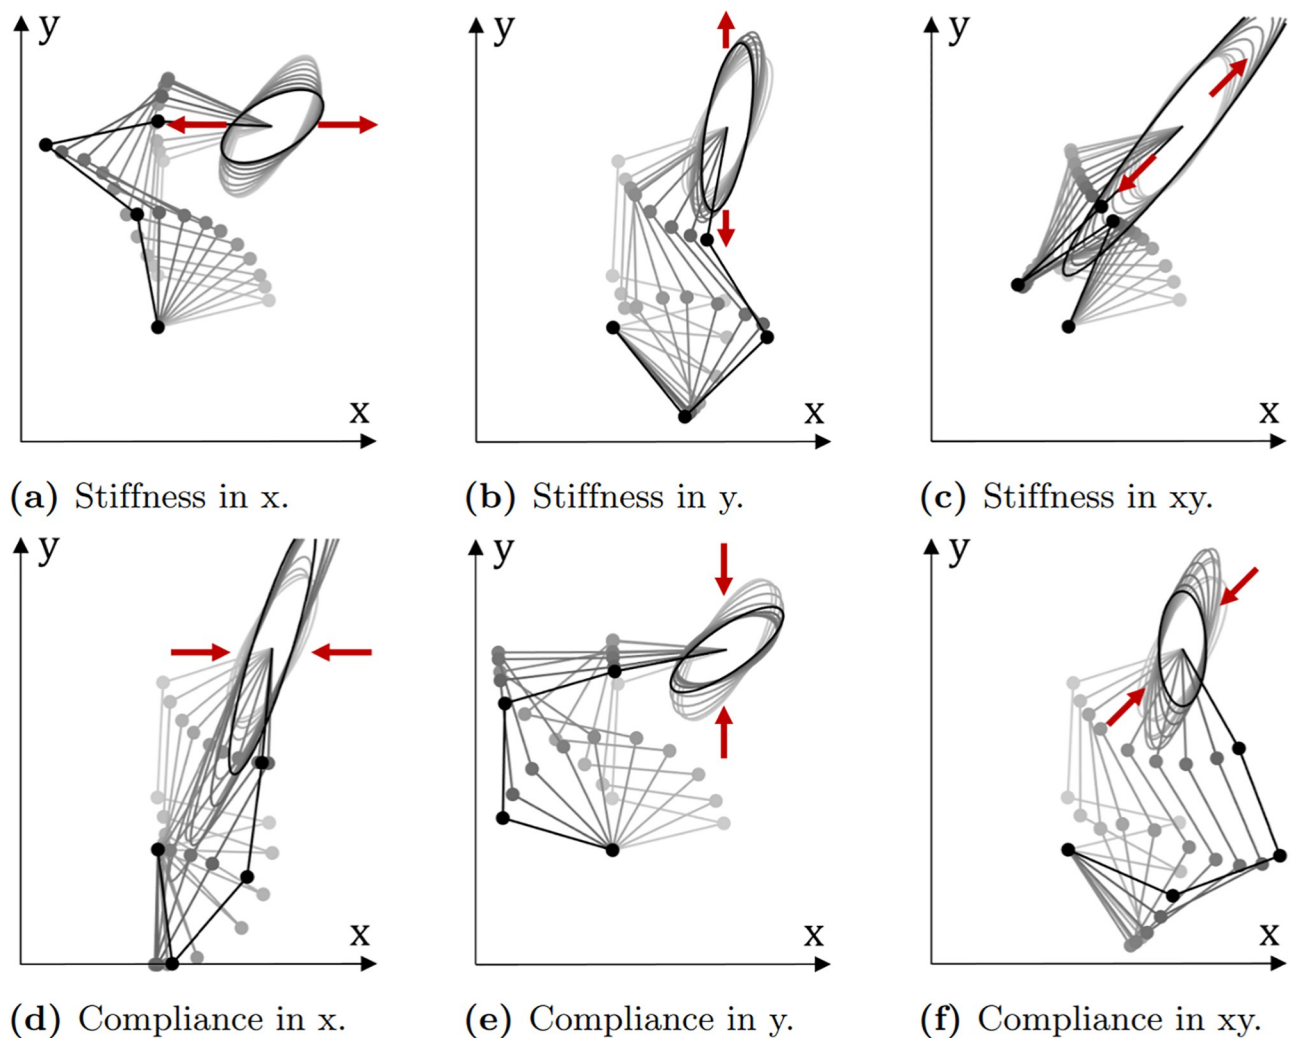 y
x
(a) Stiffness in x.
y
x
(b) Stiffness in y.
y
x
(c) Stiffness in xy.
y
x
(d) Compliance in x.
y
x
(e) Compliance in y.
y
x
(f) Compliance in xy.